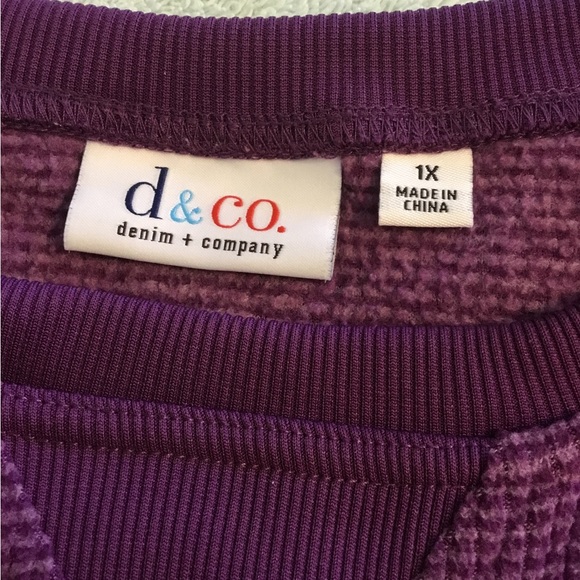 d & co.
denim + company
1X
MADE IN
CHINA